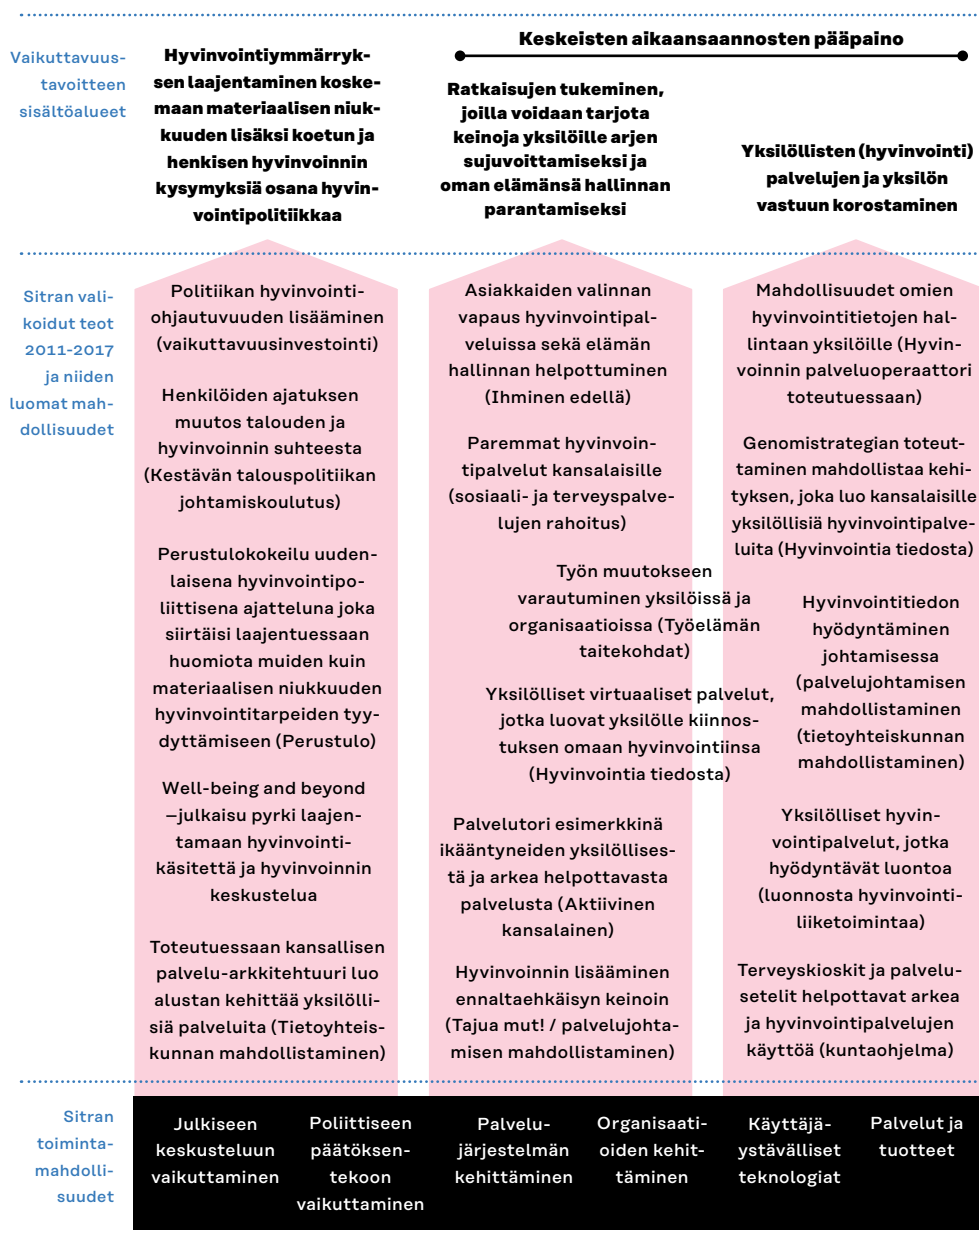 Vaikuttavuus-
tavoitteen
sisältöalueet
Hyvinvointiymmärryk-
sen laajentaminen koske-
maan materiaalisen niuk-
kuuden lisäksi koetun ja
henkisen hyvinvoinnin
kysymyksiä osana hyvin-
vointipolitiikkaa
Keskeisten aikaansaannosten pääpaino
Ratkaisujen tukeminen,
joilla voidaan tarjota
keinoja yksilöille arjen
sujuvoittamiseksi ja
oman elämänsä hallinnan
parantamiseksi
Yksilöllisten (hyvinvointi)
palvelujen ja yksilön
vastuun korostaminen
Sitran vali-
koidut teot
2011-2017
ja niiden
luomat mah-
dollisuudet
Politiikan hyvinvointi-
ohjautuvuuden lisääminen
(vaikuttavuusinvestointi)
Henkilöiden ajatuksen
muutos talouden ja
hyvinvoinnin suhteesta
(Kestävän talouspolitiikan
johtamiskoulutus)
Perustulokokeilu uuden-
laisena hyvinvointipo-
liittisena ajatteluna joka
siirtäisi laajentuessaan
huomiota muiden kuin
materiaalisen niukkuuden
hyvinvointitarpeiden tyy-
dyttämiseen (Perustulo)
Well-being and beyond
–julkaisu pyrki laajen-
tamaan hyvinvointi-
käsitettä ja hyvinvoinnin
keskustelua
Toteutuessaan kansallisen
palvelu-arkkitehtuuri luo
alustan kehittää yksilölli-
siä palveluita (Tietoyhteis-
kunnan mahdollistaminen)
Asiakkaiden valinnan
vapaus hyvinvointipal-
veluissa sekä elämän
hallinnan helpottuminen
(Ihminen edellä)
Paremmat hyvinvoin-
tipalvelut kansalaisille
(sosiaali- ja terveyspalve-
lujen rahoitus)
Työn muutokseen
varautuminen yksilöissä ja
organisaatioissa (Työelämän
taitekohdat)
Yksilölliset virtuaaliset palvelut,
jotka luovat yksilölle kiinnos-
tuksen omaan hyvinvointiinsa
(Hyvinvointia tiedosta)
Palvelutori esimerkkinä
ikääntyneiden yksilöllises-
tä ja arkea helpottavasta
palvelusta (Aktiivinen
kansalainen)
Hyvinvoinnin lisääminen
ennaltaehkäisyn keinoin
(Tajua mut! / palvelujohta-
misen mahdollistaminen)
Mahdollisuudet omien
hyvinvointitietojen hal-
lintaan yksilöille (Hyvin-
voinnin palveluoperaattori
toteutuessaan)
Genomistrategian toteut-
taminen mahdollistaa kehi-
tyksen, joka luo kansalaisille
yksilöllisiä hyvinvointipalve-
luita (Hyvinvointia tiedosta)
Hyvinvointitiedon
hyödyntäminen
johtamisessa
(palvelujohtamisen
mahdollistaminen
(tietoyhteiskunnan
mahdollistaminen)
Yksilölliset hyvin-
vointipalvelut, jotka
hyödyntävät luontoa
(luonnosta hyvinvointi-
liiketoimintaa)
Terveyskioskit ja palvelu-
setelit helpottavat arkea
ja hyvinvointipalvelujen
käyttöä (kuntaohjelma)
Sitran
toiminta-
mahdolli-
suudet
Julkiseen
keskusteluun
vaikuttaminen
Poliittiseen
päätöksen-
tekoon
vaikuttaminen
Palvelu-
järjestelmän
kehittäminen
Organisaati-
oiden kehit-
täminen
Käyttäjä-
ystävälliset
teknologiat
Palvelut ja
tuotteet